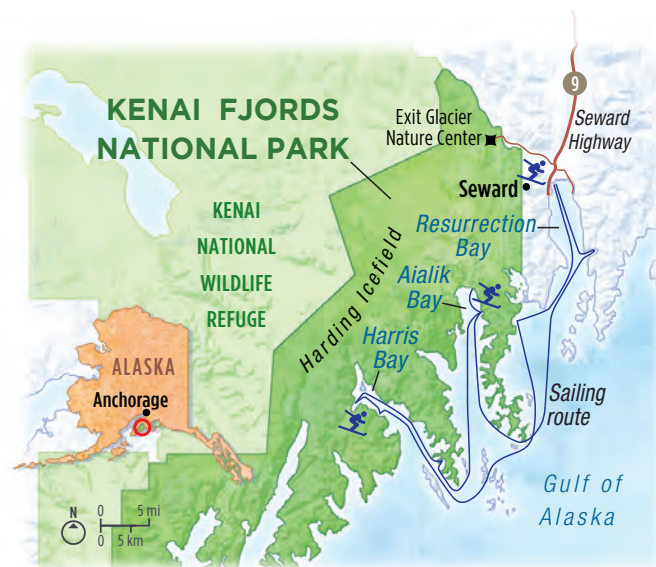 KENAI FJORDS
NATIONAL PARK
Exit Glacier
Nature Center
9
Seward
Highway
Seward
KENAI
NATIONAL
WILDLIFE
REFUGE
Resurrection
Bay
Harding Icefield
Aialik
Bay
Harris
Bay
ALASKA
Anchorage
Sailing
route
Gulf of
Alaska
N
0 5 mi
0 5 km